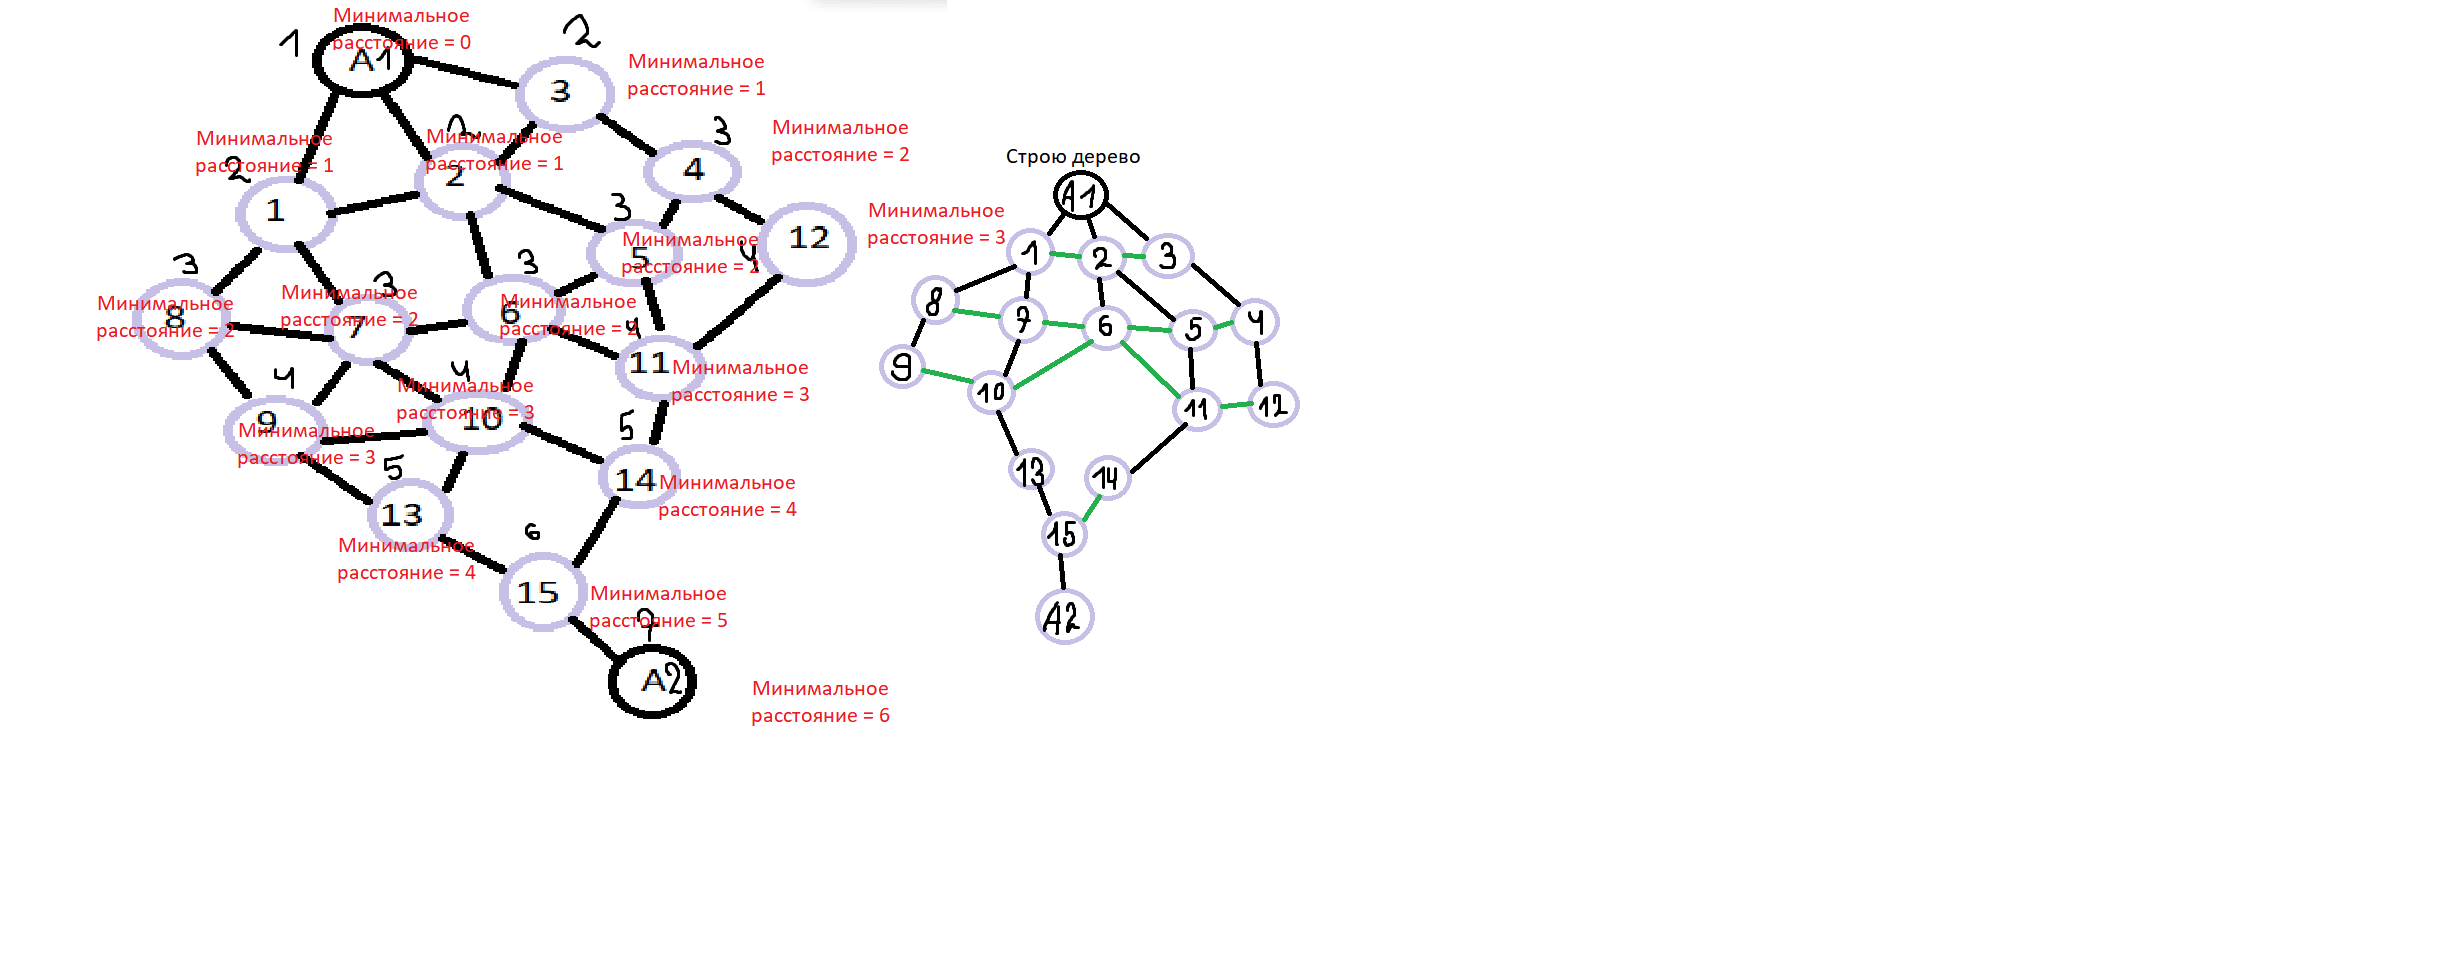 Минимальное
расстояние = 0
1
A1
2
3
Минимальное
расстояние = 1
Минимальное
расстояние = 1
2
1
2
Минимальное
расстояние = 1
2
3
4
Минимальное
расстояние = 2
12
4
Минимальное
расстояние = 3
3
5
Минимальное
расстояние = 2
3
8
Минимальное
расстояние = 2
3
7
Минимальное
расстояние = 2
3
6
Минимальное
расстояние = 2
4
11
Минимальное
расстояние = 3
4
9
Минимальное
расстояние = 3
4
10
Минимальное
расстояние = 3
5
14
Минимальное
расстояние = 4
5
13
Минимальное
расстояние = 4
6
15
Минимальное
расстояние = 5
7
A2
Минимальное
расстояние = 6
Строю дерево
A1
1
2
3
8
7
6
5
4
9
10
11
12
13
14
15
A2